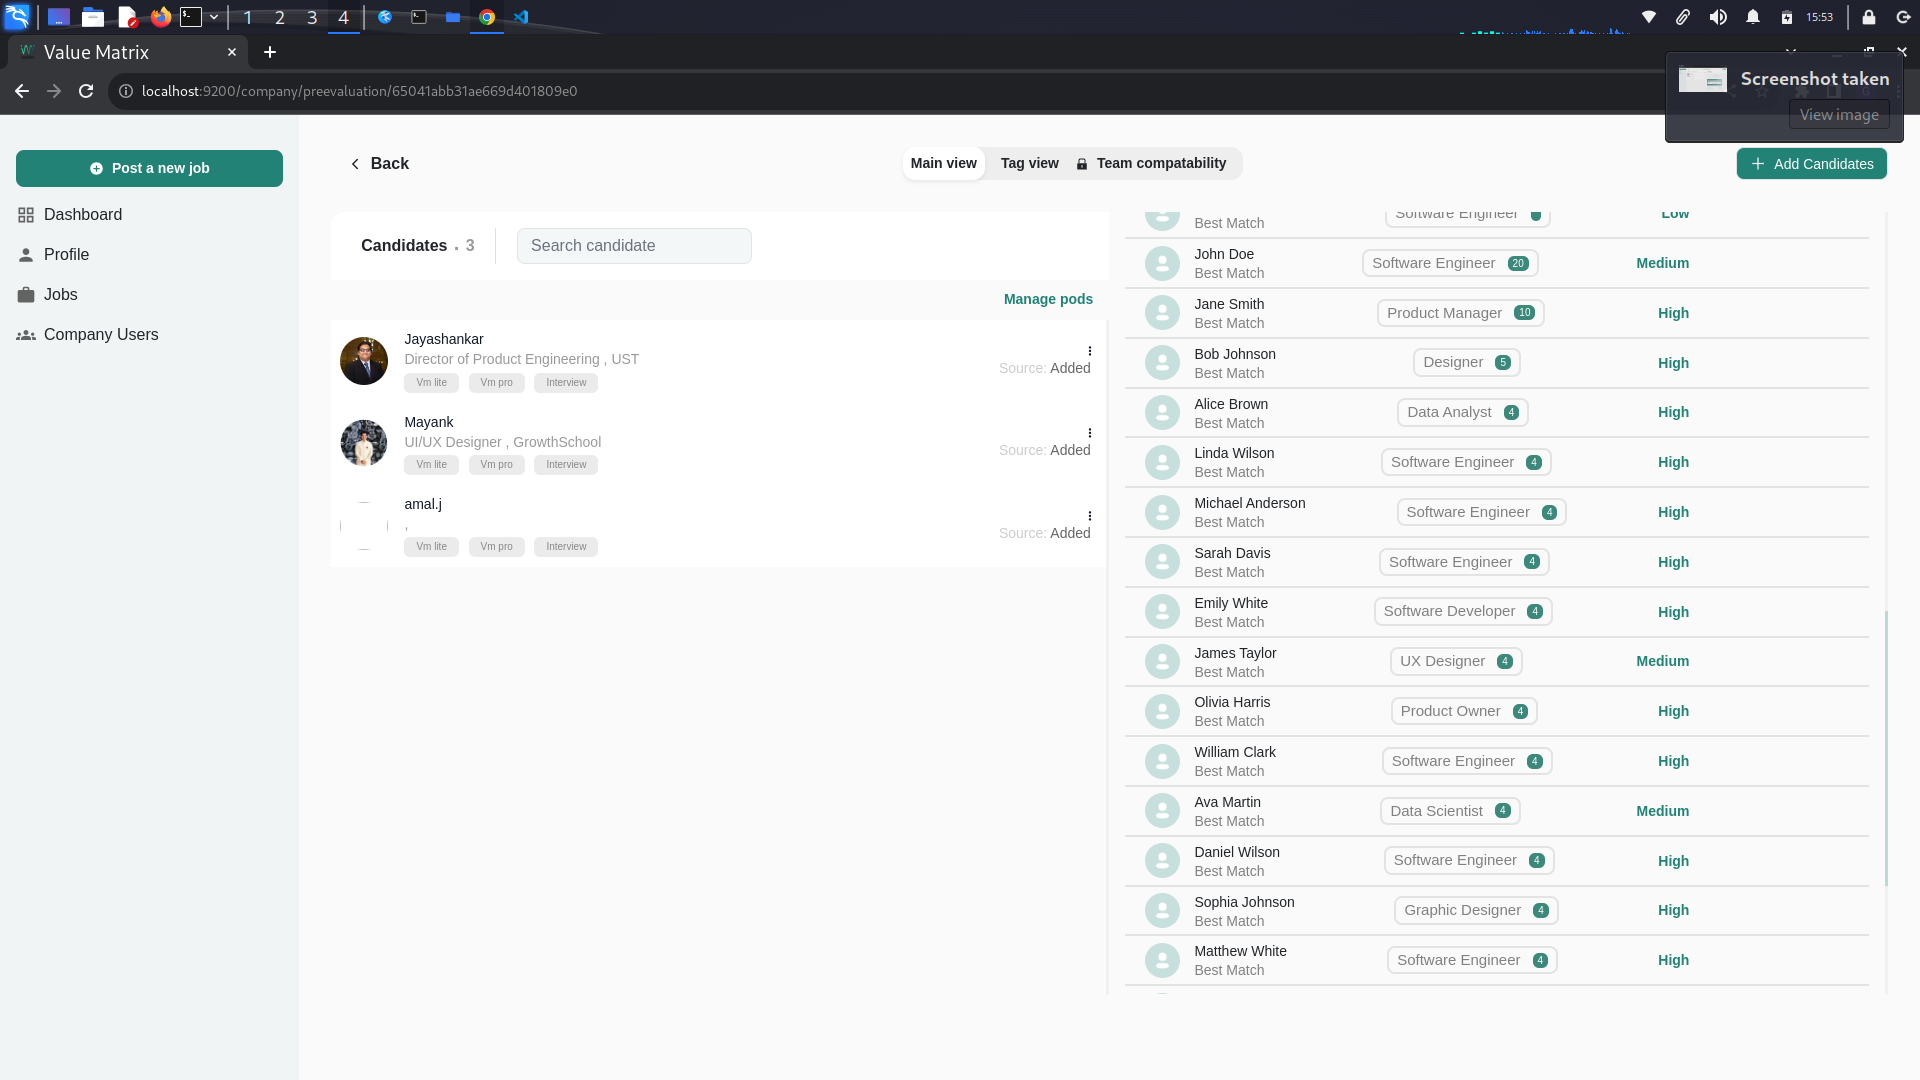 1 2 3 4
15:53
Value Matrix
localhost:9200/company/preevaluation/65041abb31ae669d401809e0
Screenshot taken
View image
Post a new job
Dashboard
Profile
Jobs
Company Users
Back
Main view
Tag view
Team compatability
Add Candidates
Candidates . 3
Search candidate
Manage pods
Jayashankar
Director of Product Engineering , UST
Vm lite Vm pro Interview
Source: Added
Mayank
UI/UX Designer , GrowthSchool
Vm lite Vm pro Interview
Source: Added
amal.j
,
Vm lite Vm pro Interview
Source: Added
Best Match Software Engineer Low
John Doe
Best Match
Software Engineer 20
Medium
Jane Smith
Best Match
Product Manager 10
High
Bob Johnson
Best Match
Designer 5
High
Alice Brown
Best Match
Data Analyst 4
High
Linda Wilson
Best Match
Software Engineer 4
High
Michael Anderson
Best Match
Software Engineer 4
High
Sarah Davis
Best Match
Software Engineer 4
High
Emily White
Best Match
Software Developer 4
High
James Taylor
Best Match
UX Designer 4
Medium
Olivia Harris
Best Match
Product Owner 4
High
William Clark
Best Match
Software Engineer 4
High
Ava Martin
Best Match
Data Scientist 4
Medium
Daniel Wilson
Best Match
Software Engineer 4
High
Sophia Johnson
Best Match
Graphic Designer 4
High
Matthew White
Best Match
Software Engineer 4
High